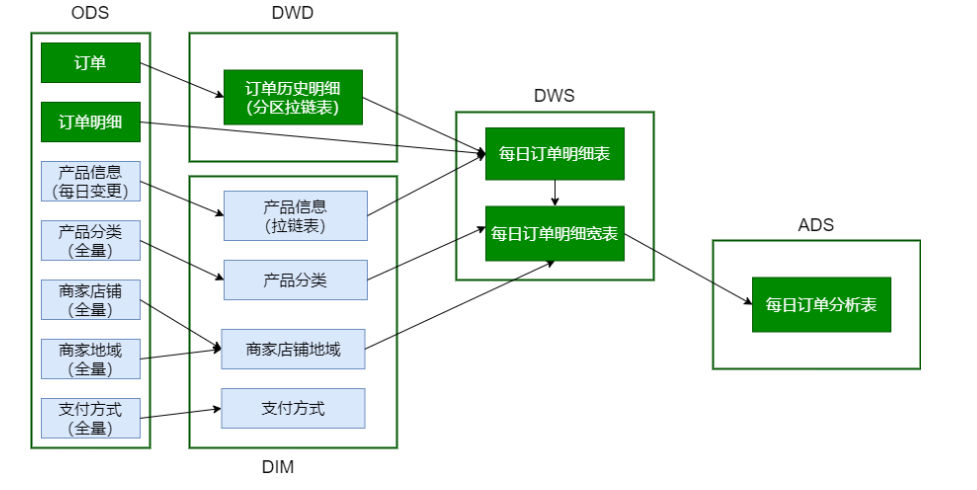 ODS
订单
订单明细
产品信息
（每日变更）
产品分类
（全量）
商家店铺
（全量）
商家地域
（全量）
支付方式
（全量）
DWD
订单历史明细
（分区拉链表）
产品信息
（拉链表）
产品分类
商家店铺地域
支付方式
DIM
DWS
每日订单明细表
每日订单明细宽表
ADS
每日订单分析表